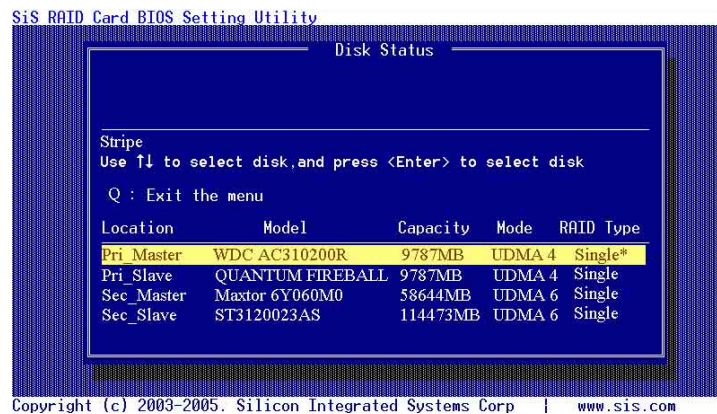 SiS RAID Card BIOS Setting Utility
Disk Status
Stripe
Use ↑↓ to select disk,and press <Enter> to select disk
Q : Exit the menu
Location Model Capacity Mode RAID Type
Pri_Master WDC AC310200R 9787MB UDMA 4 Single*
Pri_Slave QUANTUM FIREBALL 9787MB UDMA 4 Single
Sec_Master Maxtor 6Y060M0 58644MB UDMA 6 Single
Sec_Slave ST3120023AS 114473MB UDMA 6 Single
Copyright (c) 2003-2005. Silicon Integrated Systems Corp | www.sis.com